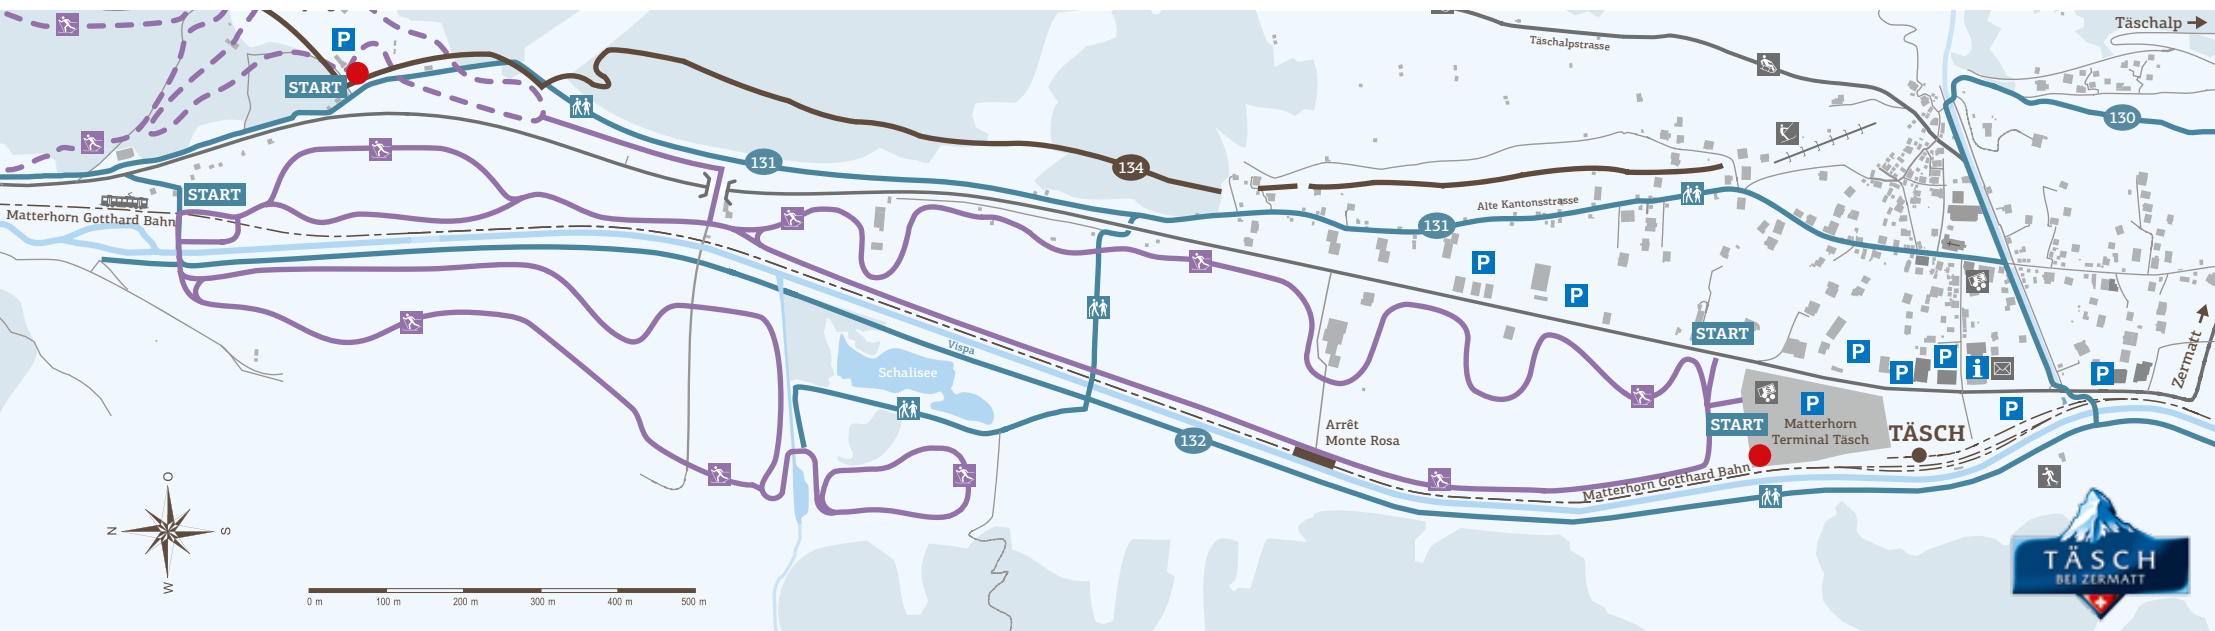 Täschalp
P
Täschalpstrasse
START
130
131
134
START
Matterhorn Gotthard Bahn
Alte Kantonsstrasse
131
P
P
START
Vispa
Schalisee
P
P
P
i
P
Zermatt
P
P
Matterhorn
Terminal Täsch
START
TÄSCH
Arrêt
Monte Rosa
132
Matterhorn Gotthard Bahn
O
N
S
W
0 m
100 m
200 m
300 m
400 m
500 m
TÄSCH
BEI ZERMATT